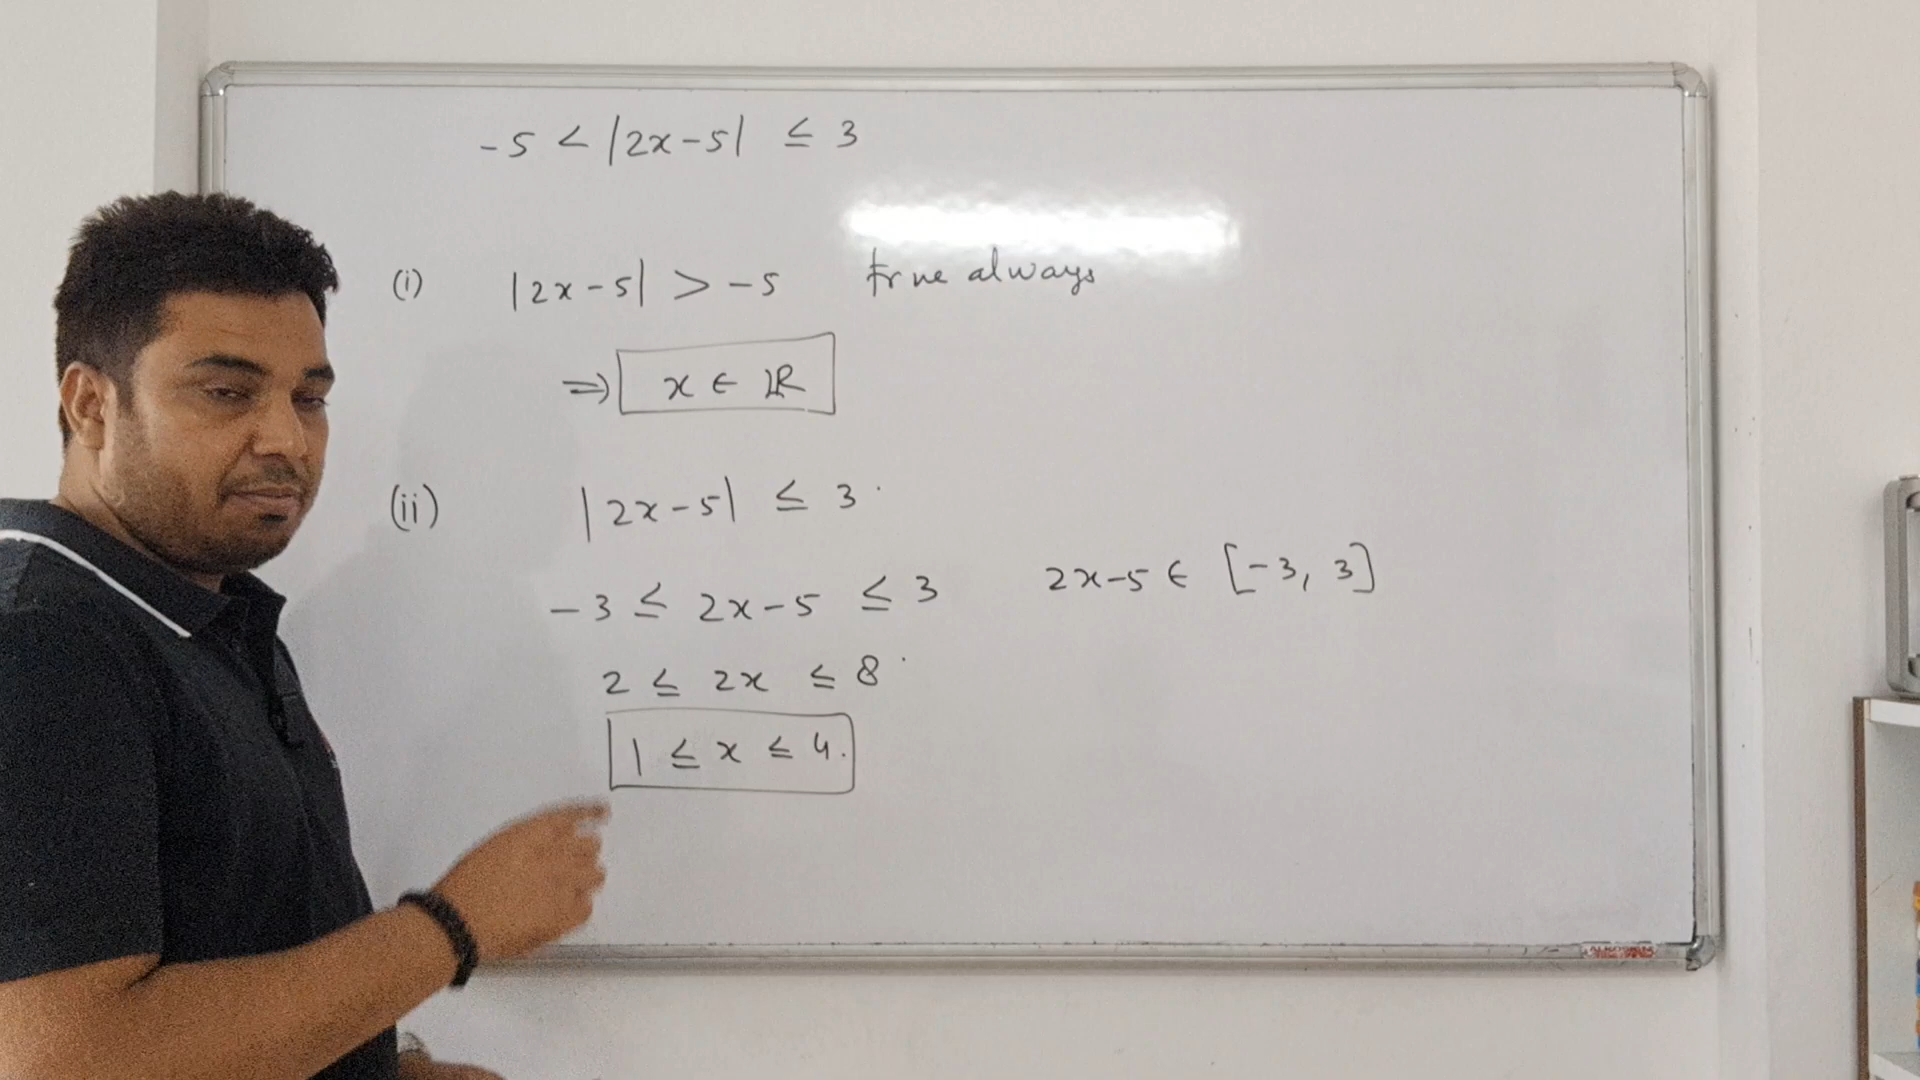 -5 < |2x-5| ≤ 3
(i) |2x-5| > -5 true always
⇒ x ∈ ℝ
(ii) |2x-5| ≤ 3.
-3 ≤ 2x-5 ≤ 3 2x-5 ∈ [-3, 3]
2 ≤ 2x ≤ 8.
1 ≤ x ≤ 4.